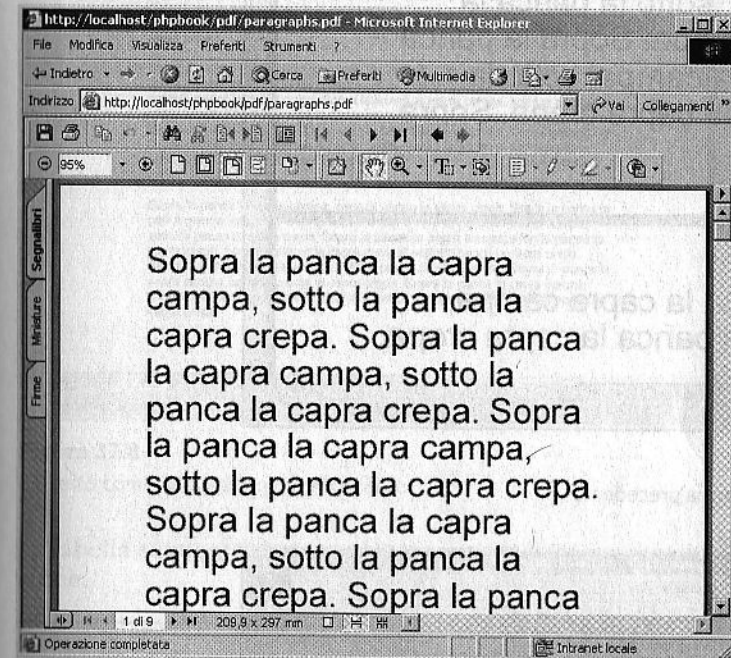 http://localhost/phpbook/pdf/paragraphs.pdf - Microsoft Internet Explorer
File Modifica Visualizza Preferiti Strumenti ?
Indietro Cerca Preferiti Multimedia
Indirizzo http://localhost/phpbook/pdf/paragraphs.pdf Vai Collegamenti »
95%
Segnalibri
Miniature
Firme
Sopra la panca la capra
campa, sotto la panca la
capra crepa. Sopra la panca
la capra campa, sotto la
panca la capra crepa. Sopra
la panca la capra campa,
sotto la panca la capra crepa.
Sopra la panca la capra
campa, sotto la panca la
capra crepa. Sopra la panca
1 di 9 209,9 x 297 mm
Operazione completata Intranet locale